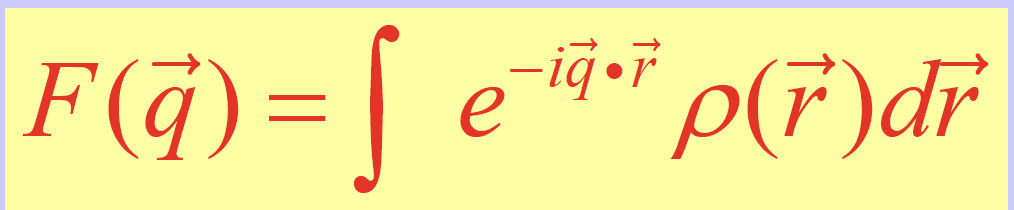 F(q⃗) = ∫ e^{-iq⃗•r⃗} ρ(r⃗)dr⃗